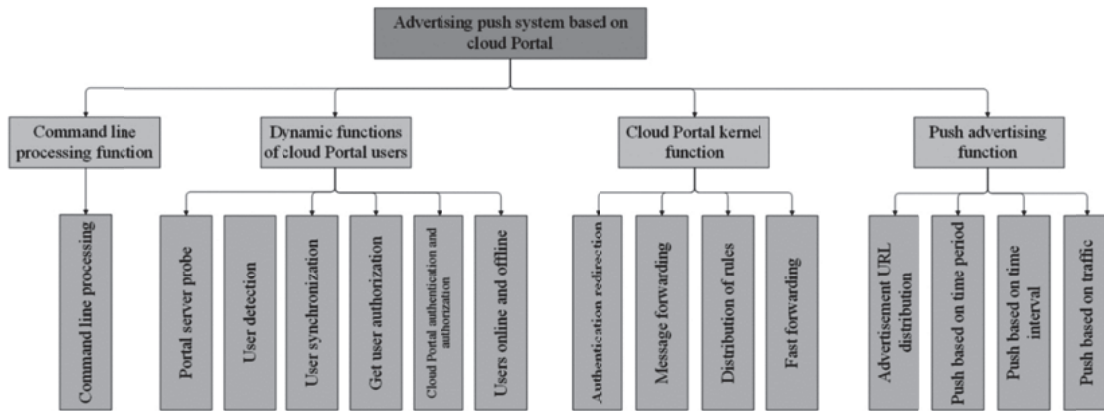 Advertising push system based on
cloud Portal
Command line
processing function
Dynamic functions
of cloud Portal users
Cloud Portal kernel
function
Push advertising
function
Command line processing
Portal server probe
User detection
User synchronization
Get user authorization
Cloud Portal authentication and
authorization
Users online and offline
Authentication redirection
Message forwarding
Distribution of rules
Fast forwarding
Advertisement URL
distribution
Push based on time period
Push based on time
interval
Push based on traffic